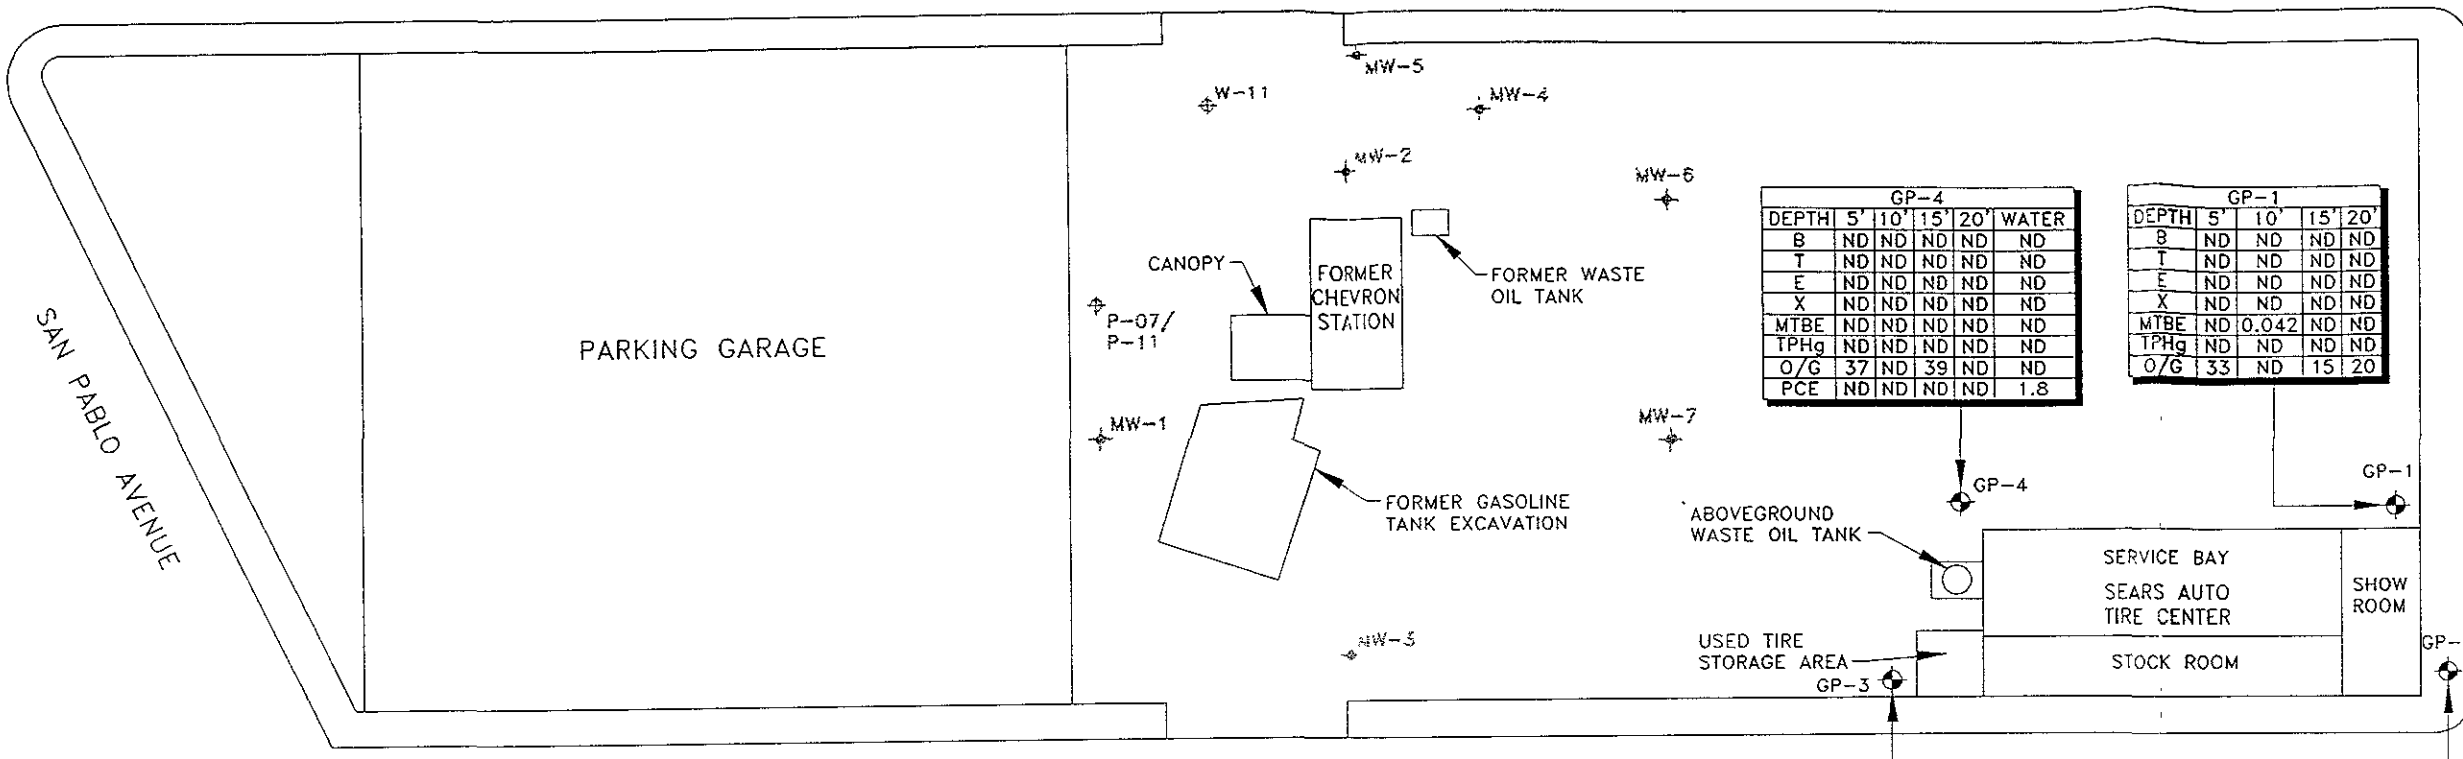 MW-5
W-11
MW-4
MW-2
MW-6
GP-4
DEPTH 5' 10' 15' 20' WATER
B ND ND ND ND ND
T ND ND ND ND ND
E ND ND ND ND ND
X ND ND ND ND ND
MTBE ND ND ND ND ND
TPHg ND ND ND ND ND
O/G 37 ND 39 ND ND
PCE ND ND ND ND 1.8
GP-1
DEPTH 5' 10' 15' 20'
B ND ND ND ND
T ND ND ND ND
E ND ND ND ND
X ND ND ND ND
MTBE ND 0.042 ND ND
TPHg ND ND ND ND
O/G 33 ND 15 20
CANOPY
FORMER
CHEVRON
STATION
FORMER WASTE
OIL TANK
P-07/
P-11
SAN PABLO AVENUE
PARKING GARAGE
MW-1
MW-7
FORMER GASOLINE
TANK EXCAVATION
GP-4
GP-1
ABOVEGROUND
WASTE OIL TANK
SERVICE BAY
SEARS AUTO
TIRE CENTER
SHOW
ROOM
USED TIRE
STORAGE AREA
STOCK ROOM
GP-3
GP-